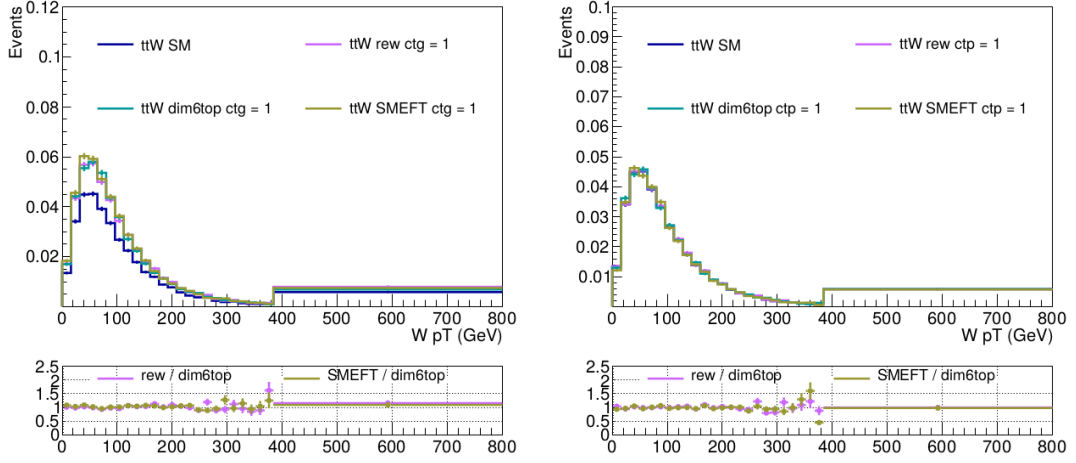 Events
0.12
0.1
0.08
0.06
0.04
0.02
ttW SM
ttW rew ctg = 1
ttW dim6top ctg = 1
ttW SMEFT ctg = 1
0 100 200 300 400 500 600 700 800
W pT (GeV)
2.5
2
1.5
1
0.5
0
rew / dim6top
SMEFT / dim6top
0 100 200 300 400 500 600 700 800
Events
0.1
0.09
0.08
0.07
0.06
0.05
0.04
0.03
0.02
0.01
ttW SM
ttW rew ctp = 1
ttW dim6top ctp = 1
ttW SMEFT ctp = 1
0 100 200 300 400 500 600 700 800
W pT (GeV)
2.5
2
1.5
1
0.5
0
rew / dim6top
SMEFT / dim6top
0 100 200 300 400 500 600 700 800